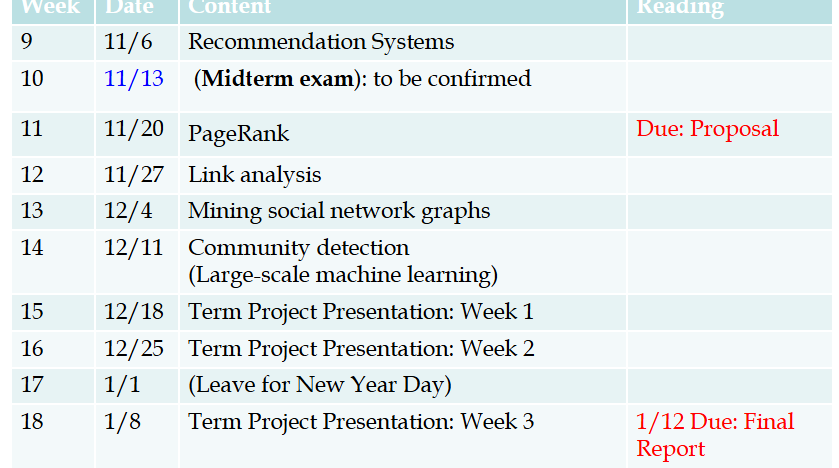 Week Date Content Reading
9 11/6 Recommendation Systems
10 11/13 (Midterm exam): to be confirmed
11 11/20 PageRank Due: Proposal
12 11/27 Link analysis
13 12/4 Mining social network graphs
14 12/11 Community detection
(Large-scale machine learning)
15 12/18 Term Project Presentation: Week 1
16 12/25 Term Project Presentation: Week 2
17 1/1 (Leave for New Year Day)
18 1/8 Term Project Presentation: Week 3 1/12 Due: Final
Report